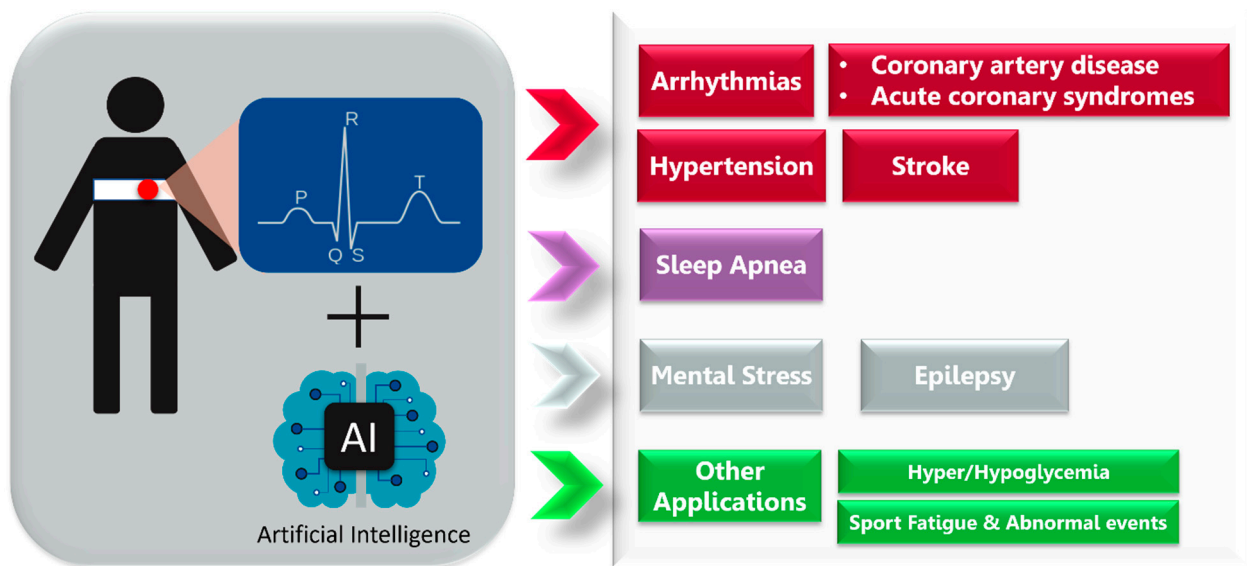 R
P
T
Q
S
AI
Artificial Intelligence
Arrhythmias
• Coronary artery disease
• Acute coronary syndromes
Hypertension
Stroke
Sleep Apnea
Mental Stress
Epilepsy
Other
Applications
Hyper/Hypoglycemia
Sport Fatigue & Abnormal events